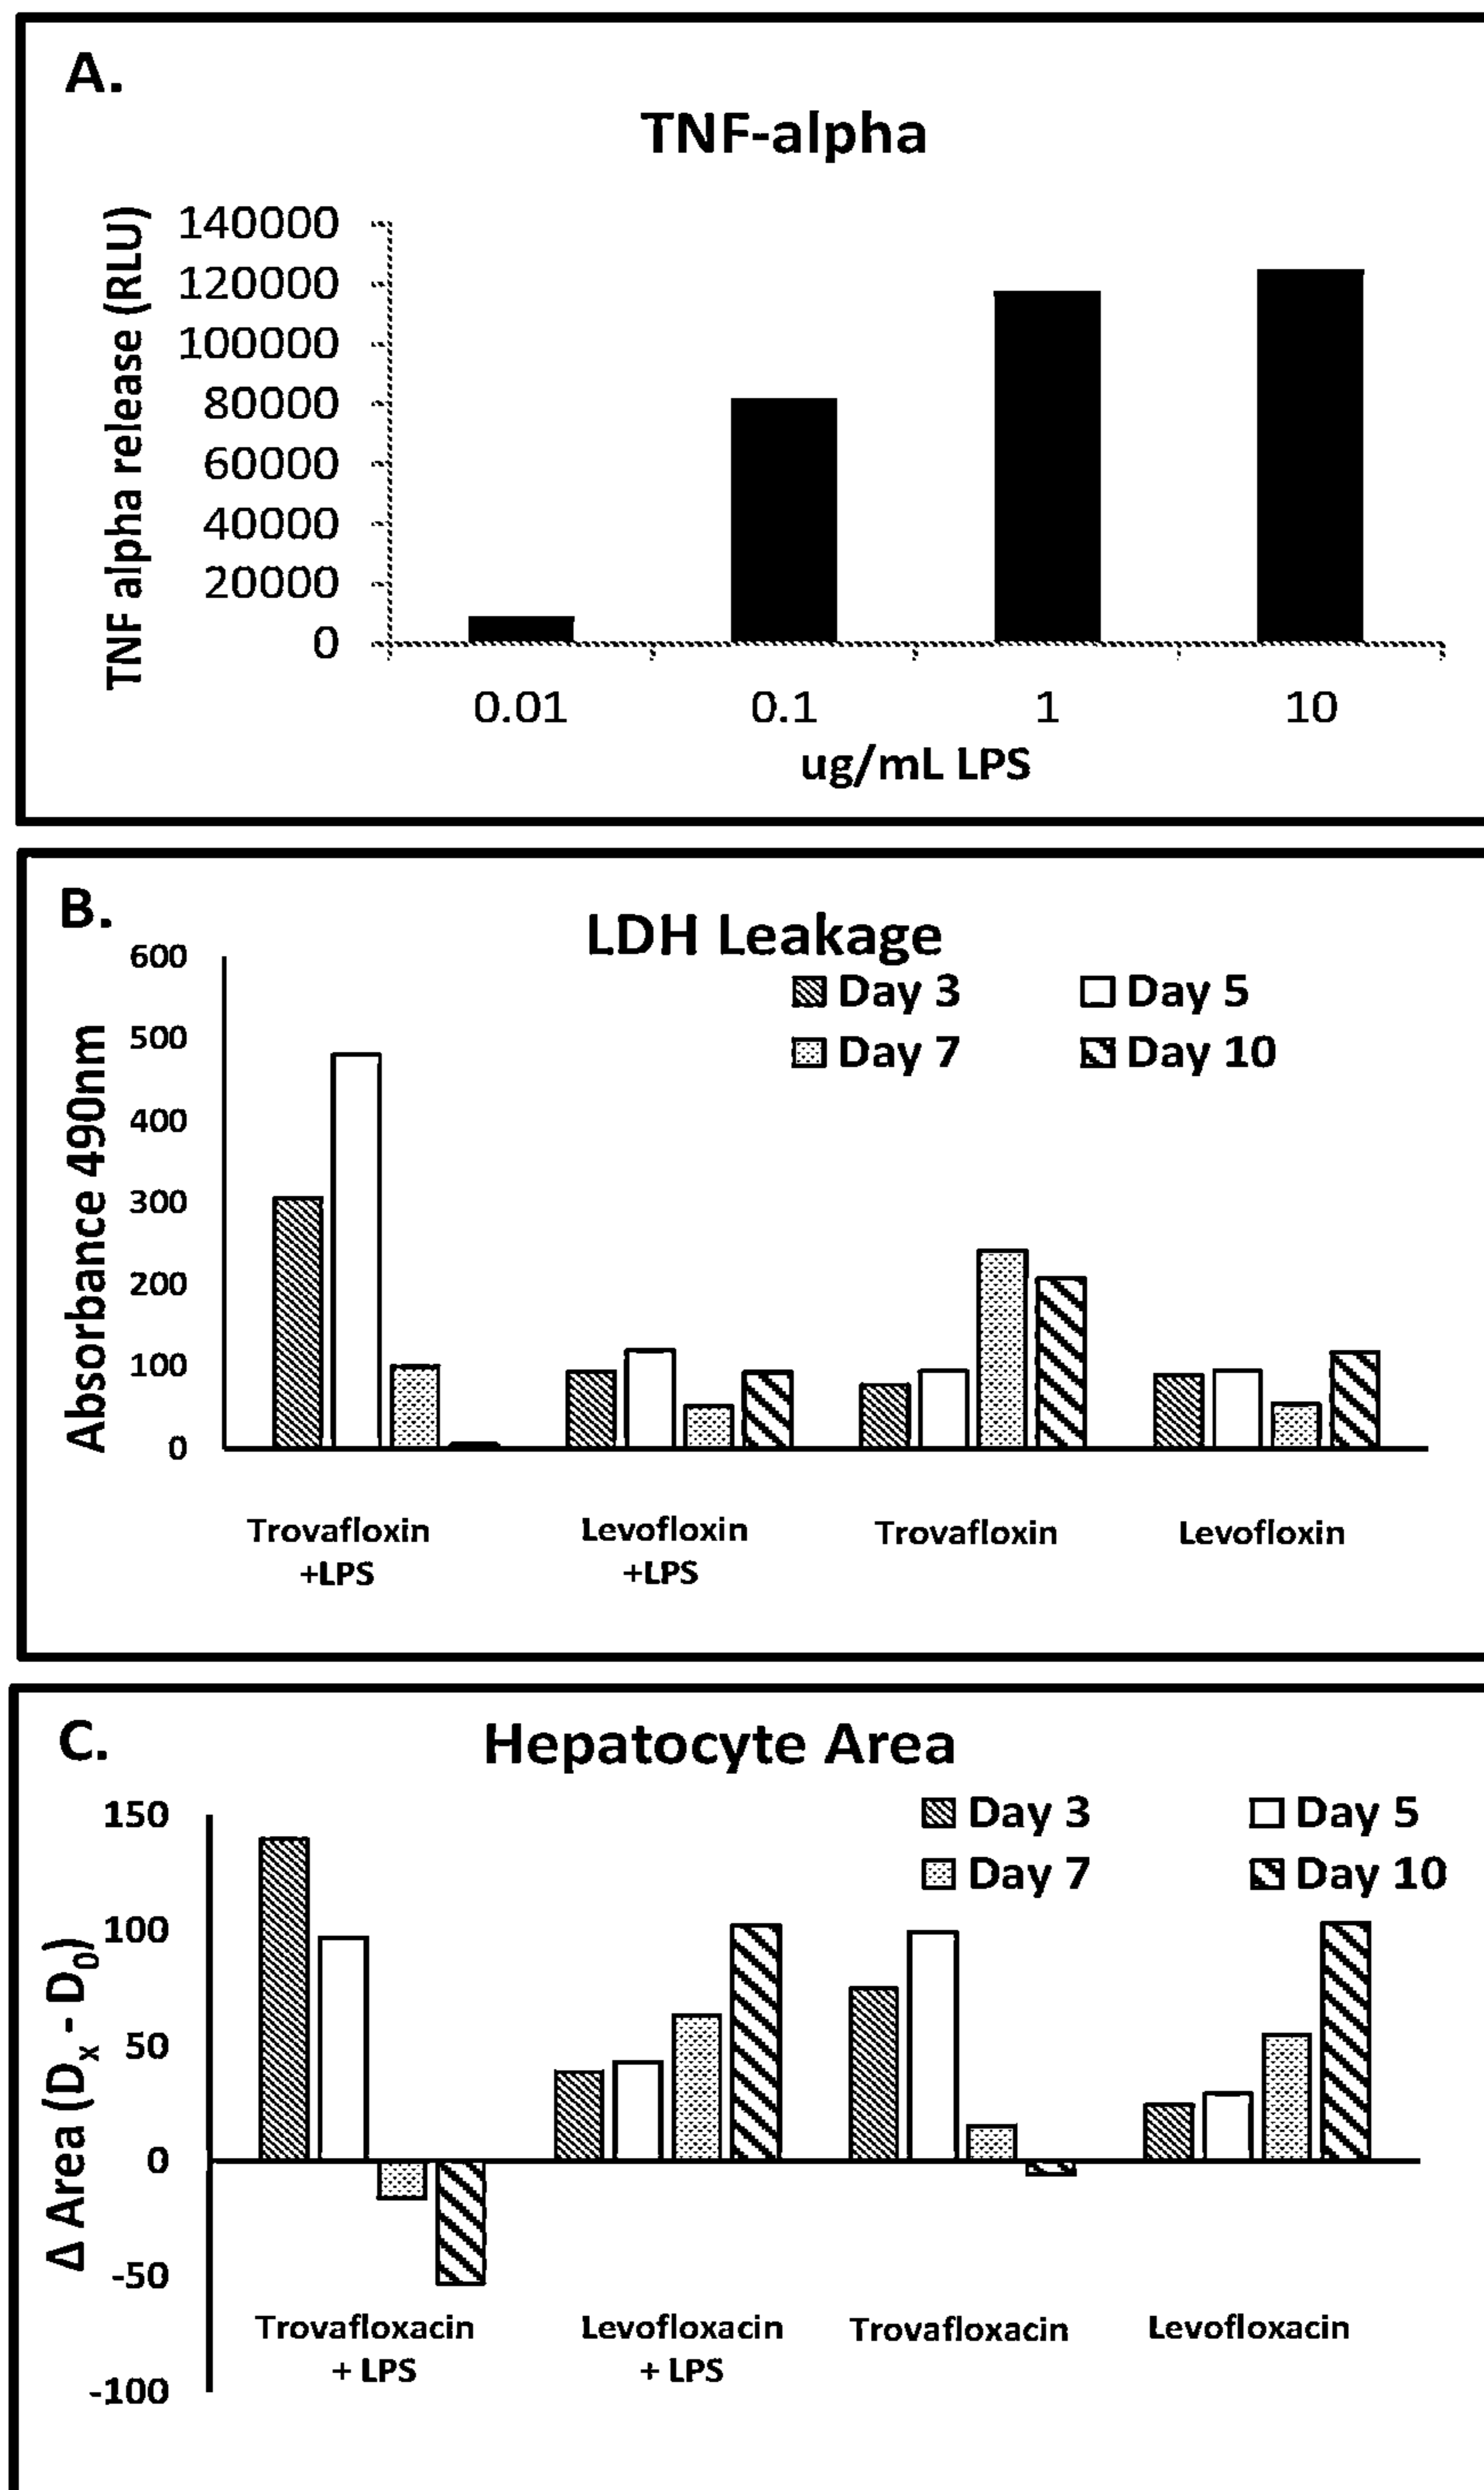 A.
TNF-alpha
TNF alpha release (RLU)
140000
120000
100000
80000
60000
40000
20000
0
0.01 0.1 1 10
ug/mL LPS
B.
LDH Leakage
Day 3 Day 5
Day 7 Day 10
Absorbance 490nm
600
500
400
300
200
100
0
Trovafloxin Levofloxin Trovafloxin Levofloxin
+LPS +LPS
C.
Hepatocyte Area
Day 3 Day 5
Day 7 Day 10
Δ Area (Dx - D0)
150
100
50
0
-50
-100
Trovafloxacin Levofloxacin Trovafloxacin Levofloxacin
+ LPS + LPS